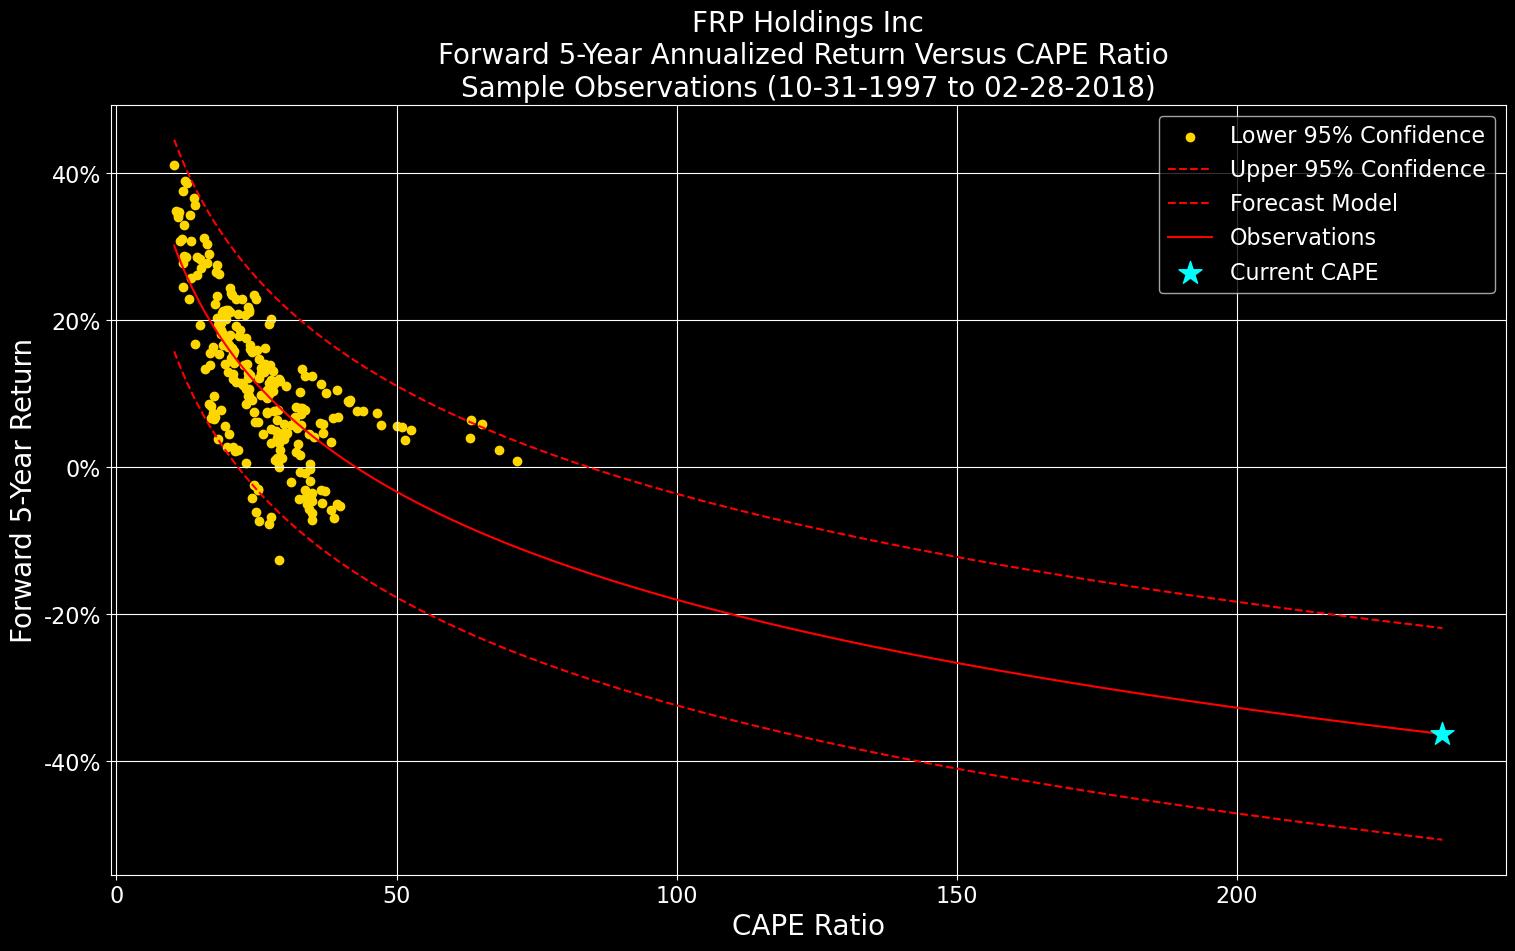 FRP Holdings Inc
Forward 5-Year Annualized Return Versus CAPE Ratio
Sample Observations (10-31-1997 to 02-28-2018)
Lower 95% Confidence
Upper 95% Confidence
Forecast Model
Observations
Current CAPE
Forward 5-Year Return
40%
20%
0%
-20%
-40%
0
50
100
150
200
CAPE Ratio